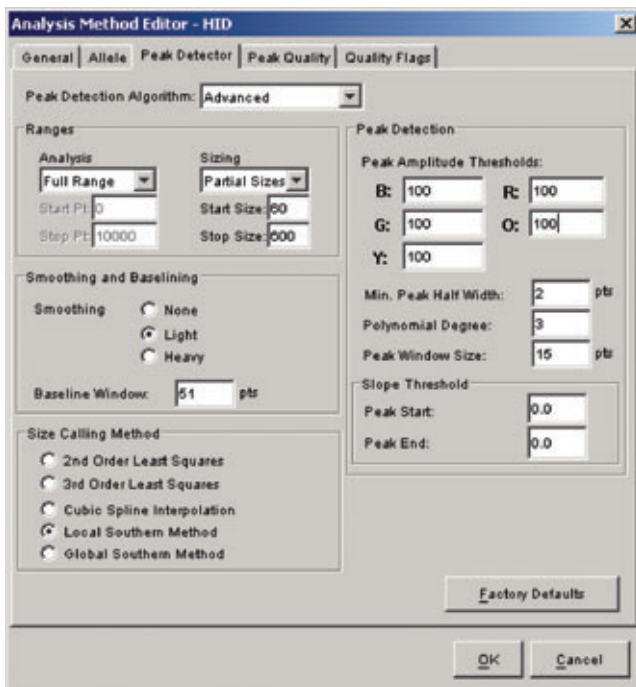 Analysis Method Editor - HID
General Allele Peak Detector Peak Quality Quality Flags
Peak Detection Algorithm: Advanced
Ranges
Analysis
Full Range
Start Pt: 0
Stop Pt: 10000
Sizing
Partial Sizes
Start Size: 60
Stop Size: 600
Smoothing and Baselining
Smoothing
None
Light
Heavy
Baseline Window: 51 pts
Size Calling Method
2nd Order Least Squares
3rd Order Least Squares
Cubic Spline Interpolation
Local Southern Method
Global Southern Method
Peak Detection
Peak Amplitude Thresholds:
B: 100 R: 100
G: 100 O: 100
Y: 100
Min. Peak Half Width: 2 pts
Polynomial Degree: 3
Peak Window Size: 15 pts
Slope Threshold
Peak Start: 0.0
Peak End: 0.0
Factory Defaults
OK Cancel